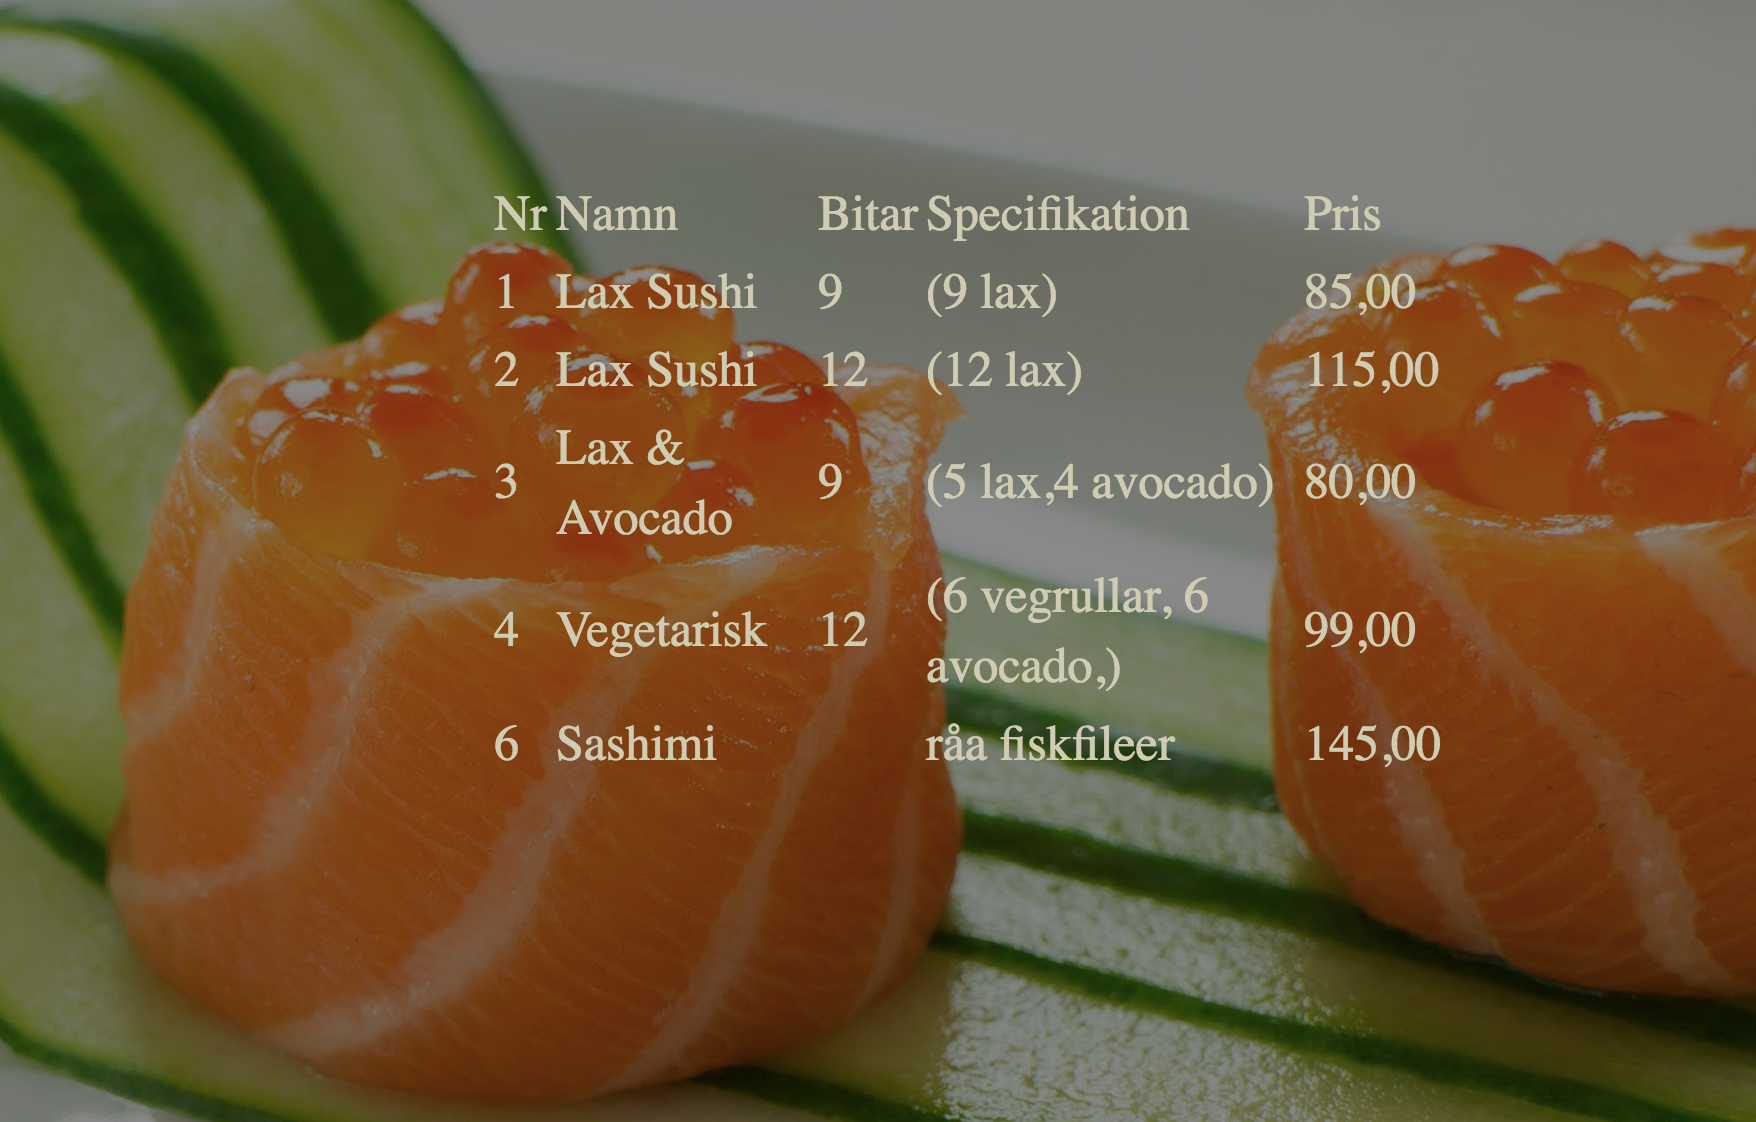 Nr Namn Bitar Specifikation Pris
1 Lax Sushi 9 (9 lax) 85,00
2 Lax Sushi 12 (12 lax) 115,00
3 Lax & Avocado 9 (5 lax,4 avocado) 80,00
4 Vegetarisk 12 (6 vegrullar, 6 avocado,) 99,00
6 Sashimi råa fiskfileer 145,00